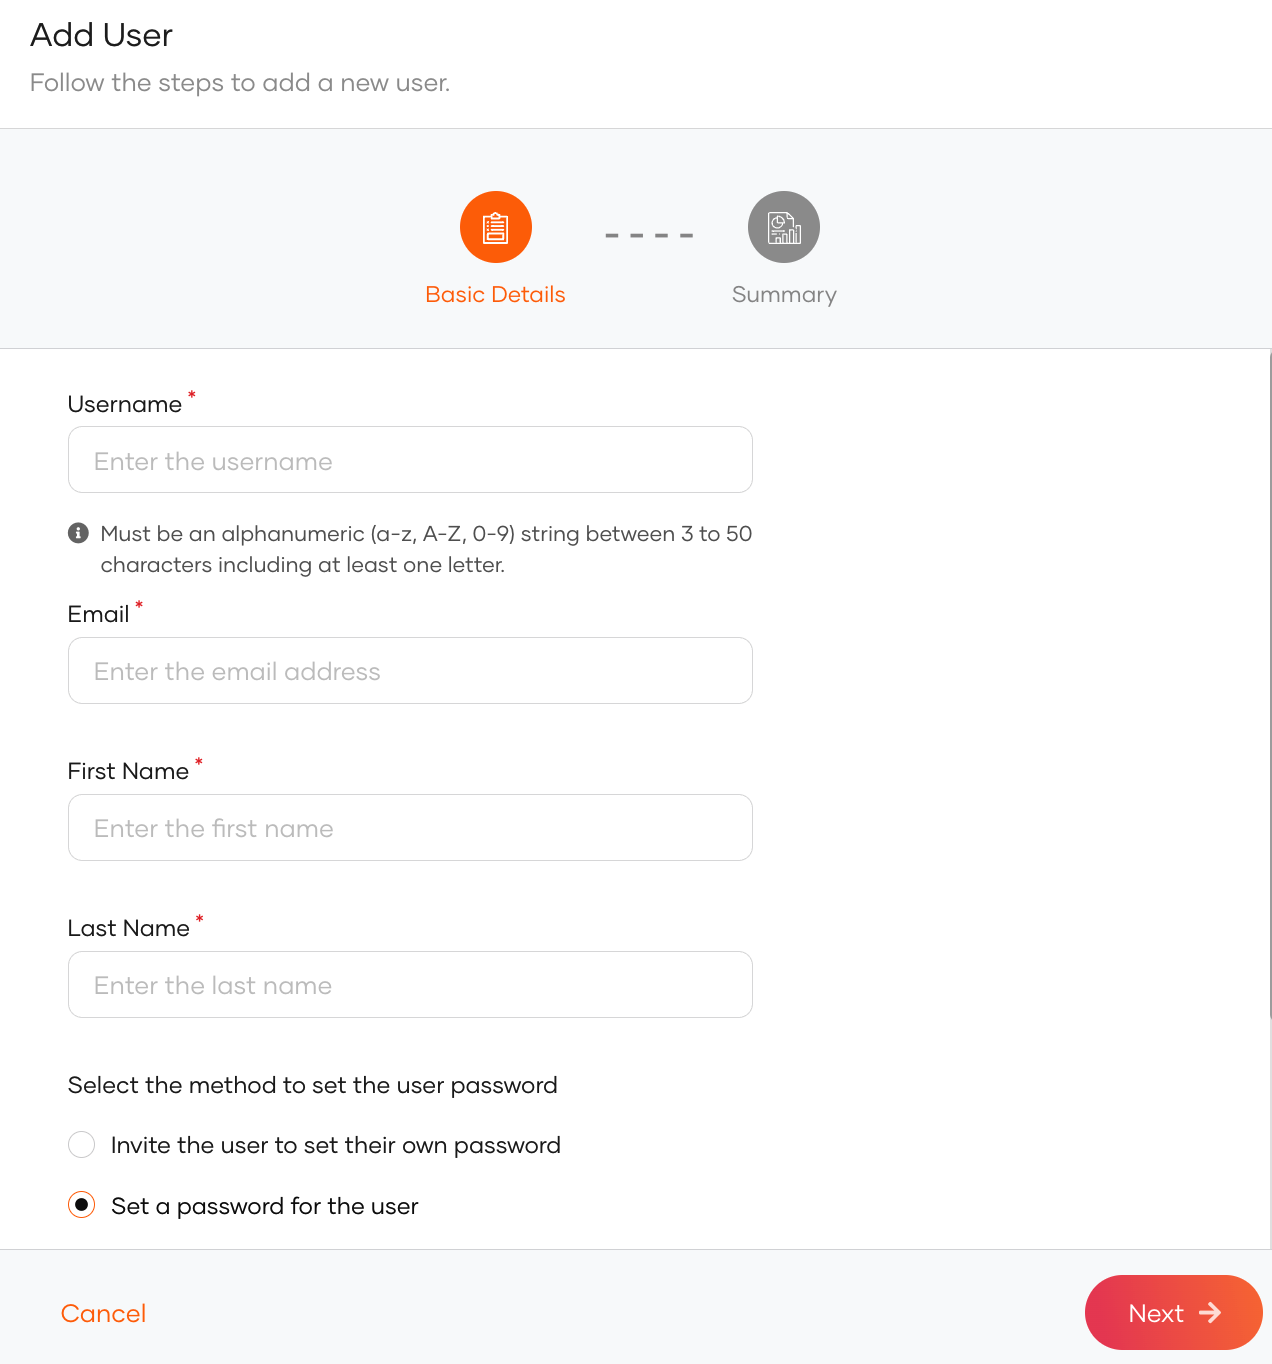 Add User
Follow the steps to add a new user.
Basic Details
Summary
Username *
Enter the username
Must be an alphanumeric (a-z, A-Z, 0-9) string between 3 to 50
characters including at least one letter.
Email *
Enter the email address
First Name *
Enter the first name
Last Name *
Enter the last name
Select the method to set the user password
Invite the user to set their own password
Set a password for the user
Cancel
Next →